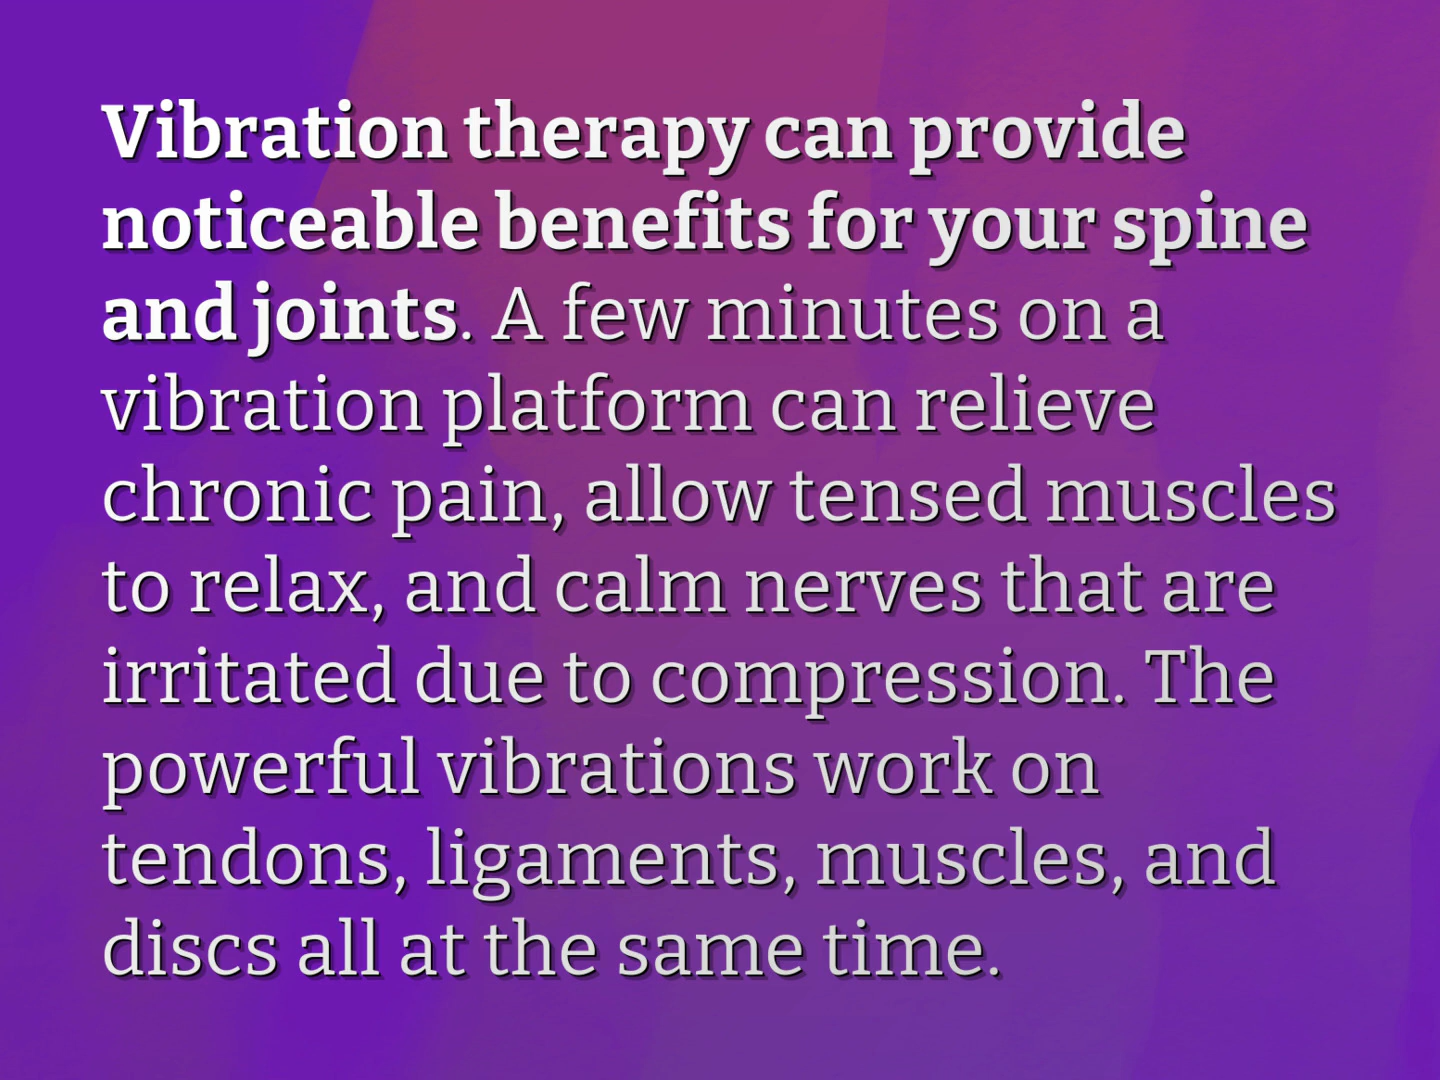 Vibration therapy can provide
noticeable benefits for your spine
and joints. A few minutes on a
vibration platform can relieve
chronic pain, allow tensed muscles
to relax, and calm nerves that are
irritated due to compression. The
powerful vibrations work on
tendons, ligaments, muscles, and
discs all at the same time.